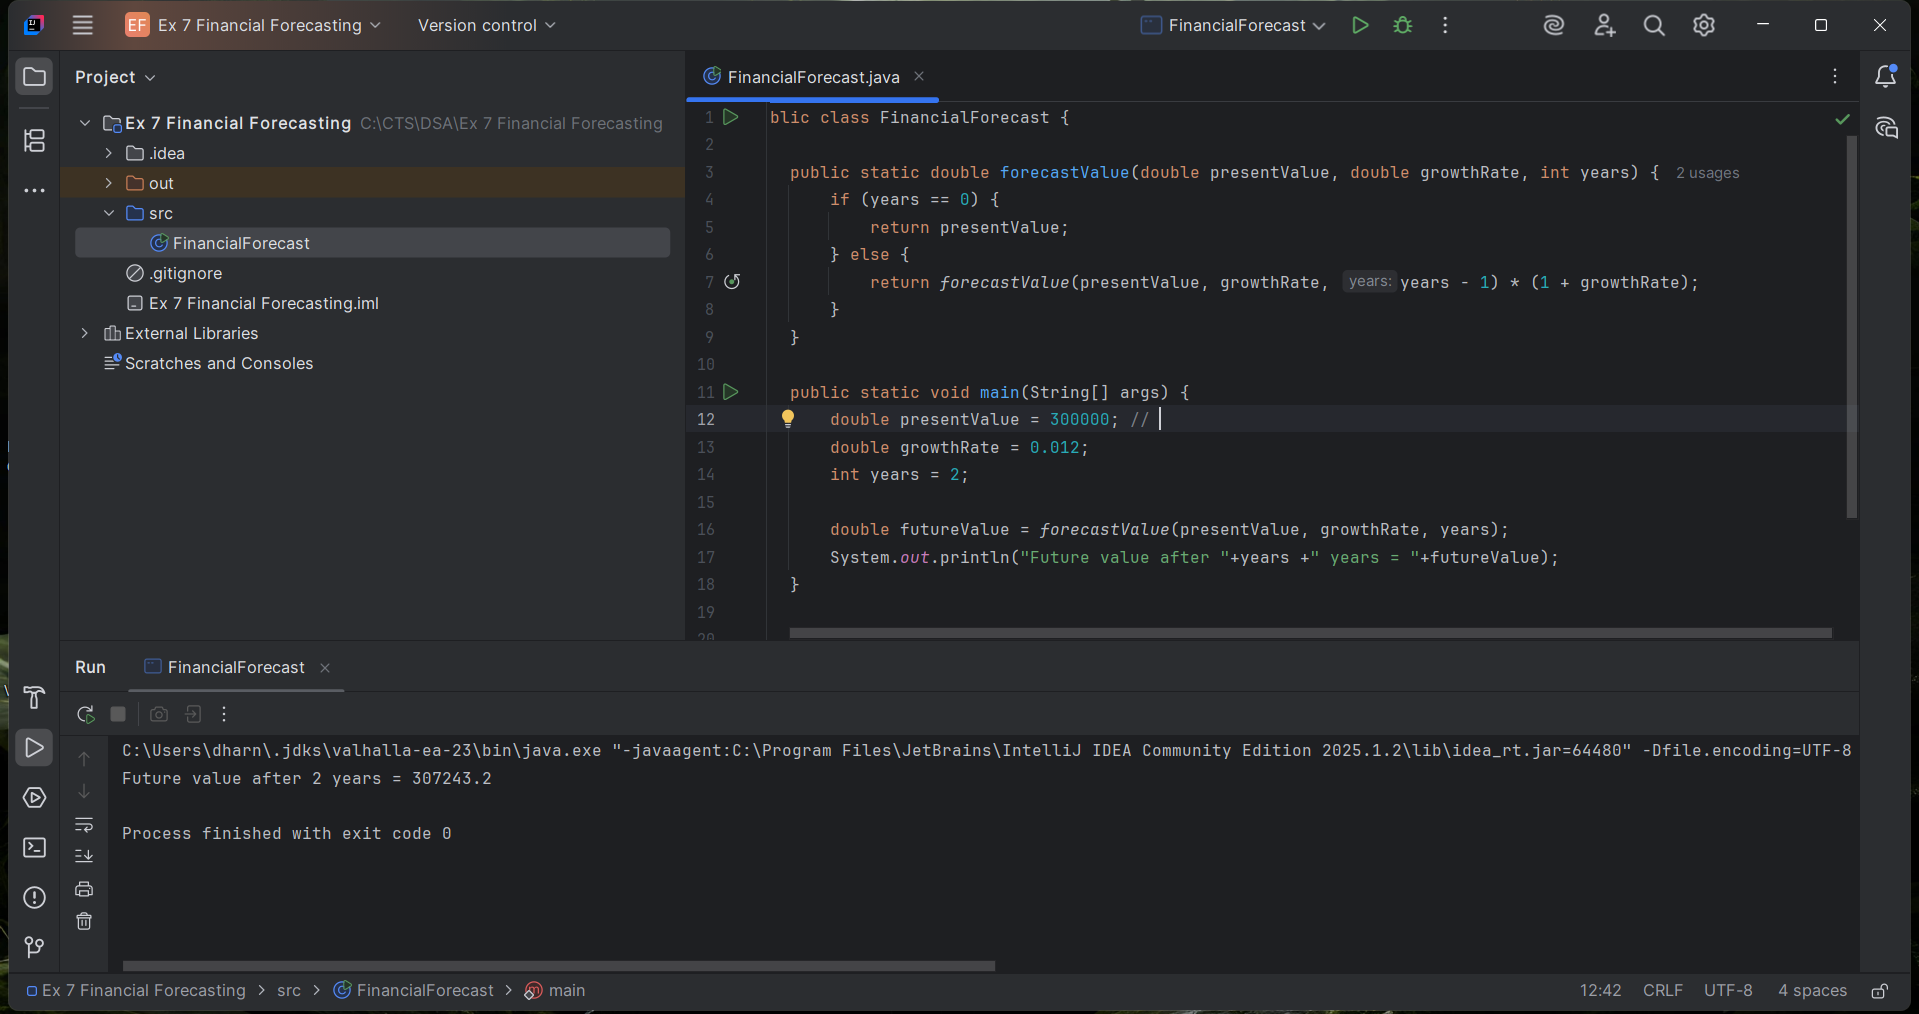 EF Ex 7 Financial Forecasting Version control FinancialForecast
Project
FinancialForecast.java
Ex 7 Financial Forecasting C:\CTS\DSA\Ex 7 Financial Forecasting
.idea
out
src
FinancialForecast
.gitignore
Ex 7 Financial Forecasting.iml
External Libraries
Scratches and Consoles
1 blic class FinancialForecast {
2
3 public static double forecastValue(double presentValue, double growthRate, int years) { 2 usages
4 if (years == 0) {
5 return presentValue;
6 } else {
7 return forecastValue(presentValue, growthRate, years: years - 1) * (1 + growthRate);
8 }
9 }
10
11 public static void main(String[] args) {
12 double presentValue = 300000; //
13 double growthRate = 0.012;
14 int years = 2;
15
16 double futureValue = forecastValue(presentValue, growthRate, years);
17 System.out.println("Future value after "+years +" years = "+futureValue);
18 }
19
20
Run FinancialForecast
C:\Users\dharn\.jdks\valhalla-ea-23\bin\java.exe "-javaagent:C:\Program Files\JetBrains\IntelliJ IDEA Community Edition 2025.1.2\lib\idea_rt.jar=64480" -Dfile.encoding=UTF-8
Future value after 2 years = 307243.2
Process finished with exit code 0
Ex 7 Financial Forecasting > src > FinancialForecast > main 12:42 CRLF UTF-8 4 spaces